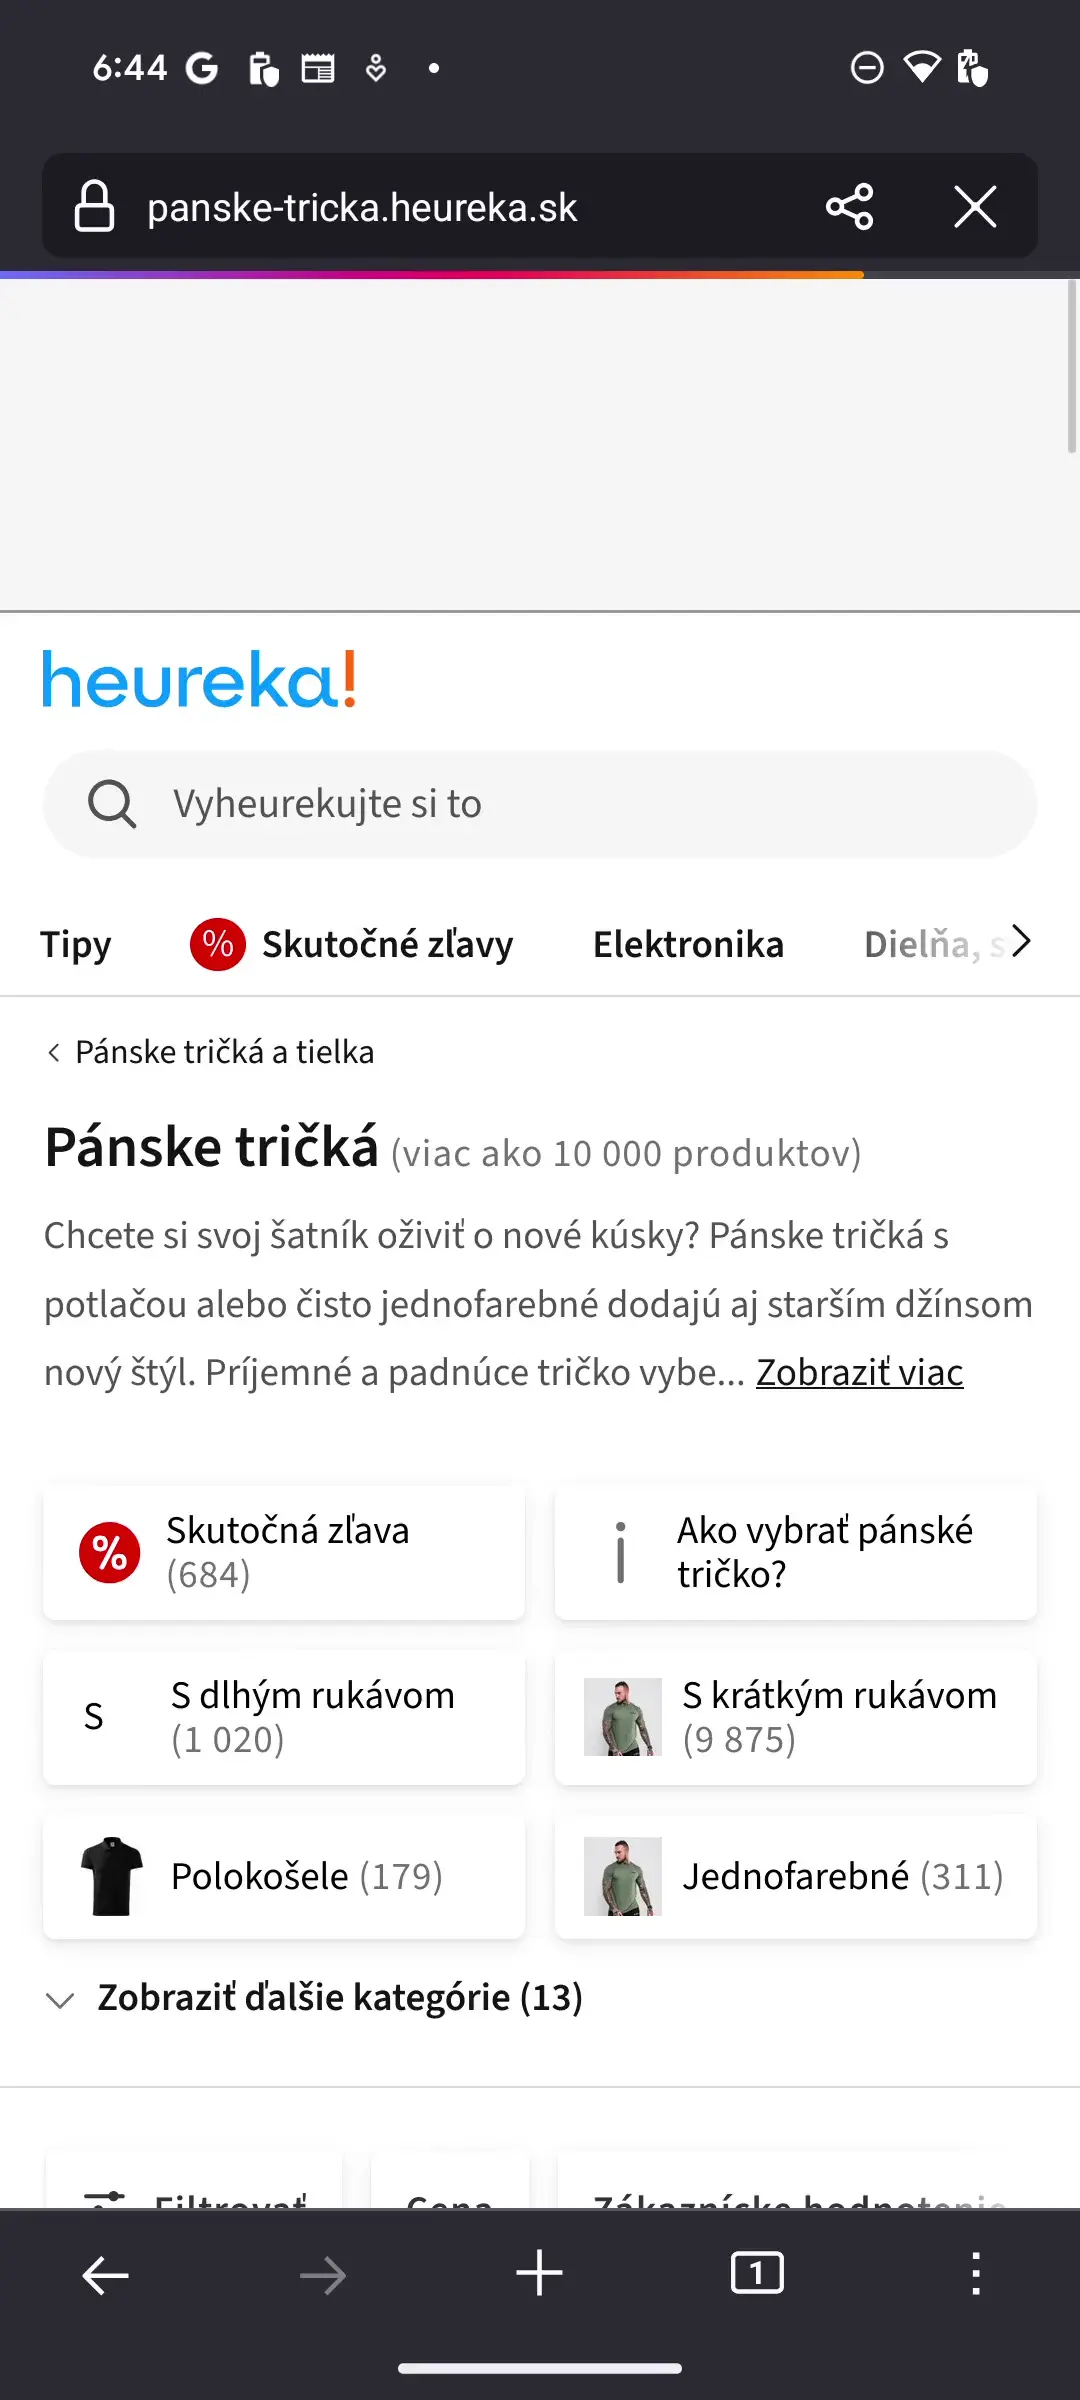 6:44
panske-tricka.heureka.sk
heureka!
Vyheurekujte si to
Tipy
% Skutočné zľavy
Elektronika
Dielňa, s
Pánske tričká a tielka
Pánske tričká (viac ako 10 000 produktov)
Chcete si svoj šatník oživiť o nové kúsky? Pánske tričká s
potlačou alebo čisto jednofarebné dodajú aj starším džínsom
nový štýl. Príjemné a padnúce tričko vybe... Zobraziť viac
% Skutočná zľava
(684)
Ako vybrať pánské
tričko?
S
S dlhým rukávom
(1 020)
S krátkým rukávom
(9 875)
Polokošele (179)
Jednofarebné (311)
Zobraziť ďalšie kategórie (13)
Filtrovať
Cena
Zákaznícke hodnotenie
1